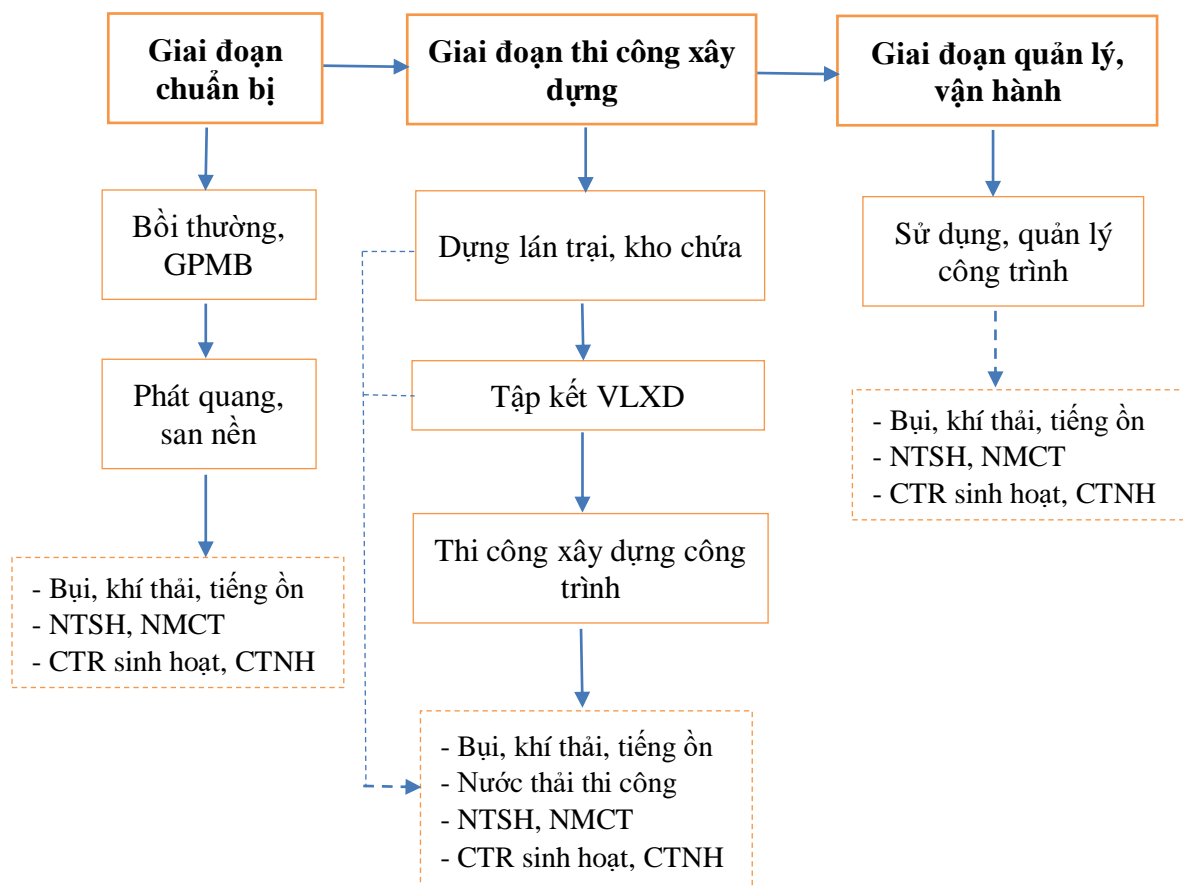 Giai đoạn
chuẩn bị
Giai đoạn thi công xây
dựng
Giai đoạn quản lý,
vận hành
Bồi thường,
GPMB
Phát quang,
san nền
- Bụi, khí thải, tiếng ồn
- NTSH, NMCT
- CTR sinh hoạt, CTNH
Dựng lán trại, kho chứa
Tập kết VLXD
Thi công xây dựng công
trình
- Bụi, khí thải, tiếng ồn
- Nước thải thi công
- NTSH, NMCT
- CTR sinh hoạt, CTNH
Sử dụng, quản lý
công trình
- Bụi, khí thải, tiếng ồn
- NTSH, NMCT
- CTR sinh hoạt, CTNH